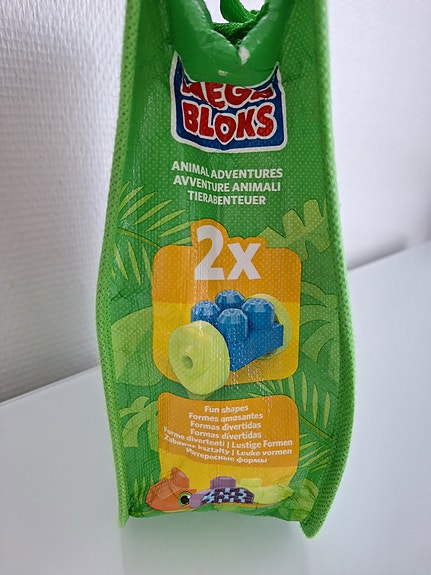 MEGA
BLOKS
ANIMAL ADVENTURES
AVVENTURE ANIMALI
TIERABENTEUER
2x
Fun shapes
Formes amusantes
Formas divertidas
Formas divertidas
Forme divertenti | Lustige Formen
Zabawne kształty | Leuke vormen
Интересные формы